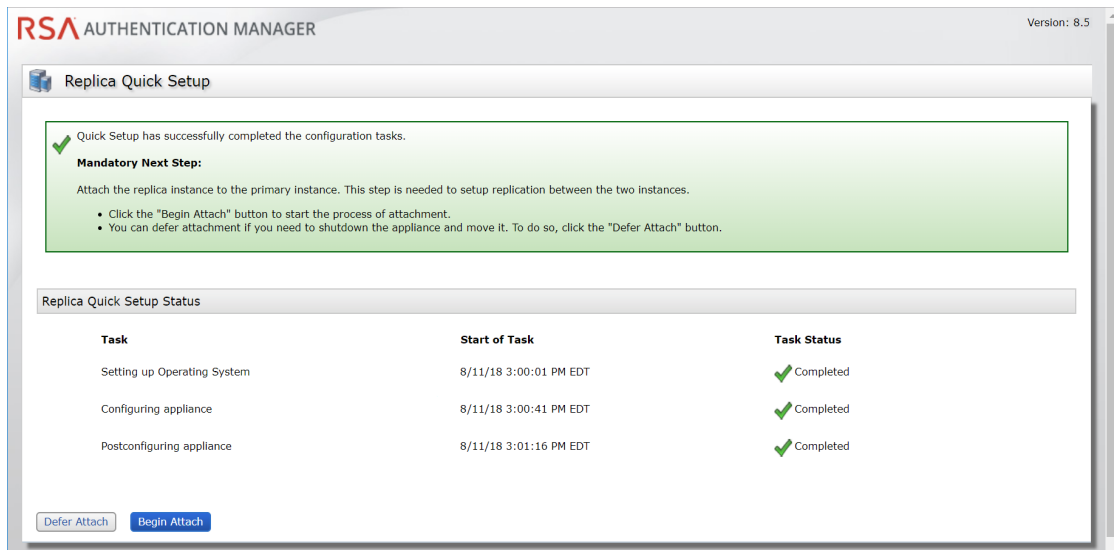 RSA AUTHENTICATION MANAGER
Version: 8.5
Replica Quick Setup
Quick Setup has successfully completed the configuration tasks.
Mandatory Next Step:
Attach the replica instance to the primary instance. This step is needed to setup replication between the two instances.
• Click the "Begin Attach" button to start the process of attachment.
• You can defer attachment if you need to shutdown the appliance and move it. To do so, click the "Defer Attach" button.
Replica Quick Setup Status
Task Start of Task Task Status
Setting up Operating System 8/11/18 3:00:01 PM EDT Completed
Configuring appliance 8/11/18 3:00:41 PM EDT Completed
Postconfiguring appliance 8/11/18 3:01:16 PM EDT Completed
Defer Attach Begin Attach